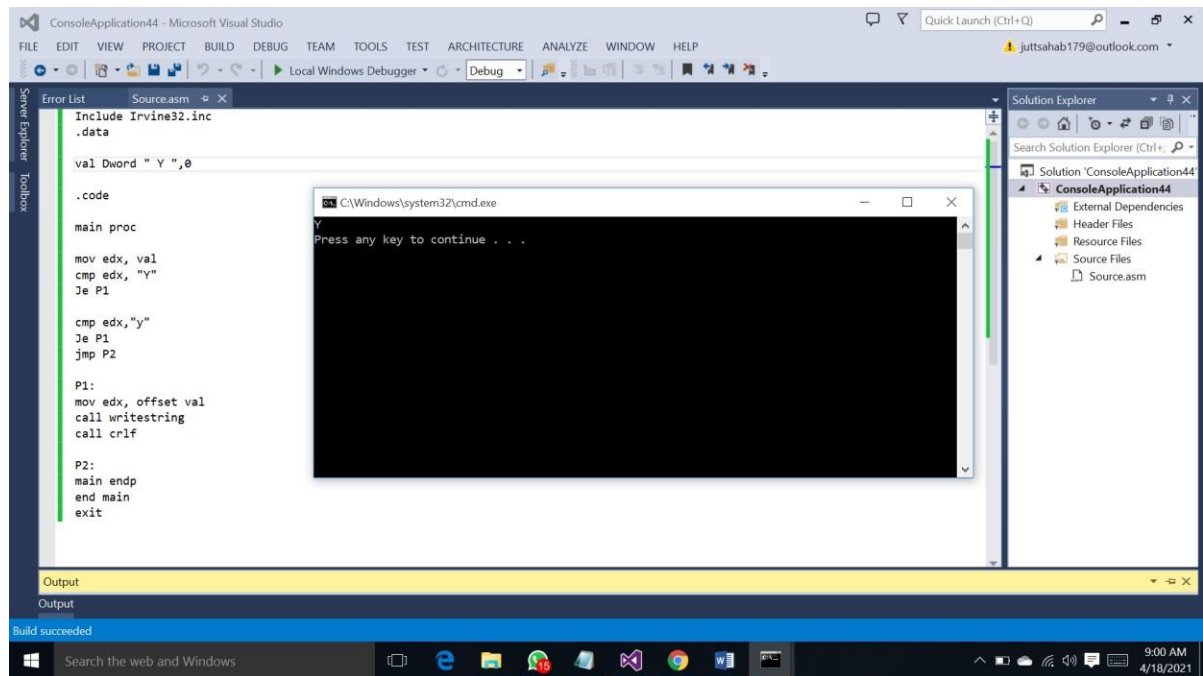 ConsoleApplication44 - Microsoft Visual Studio
Quick Launch (Ctrl+Q)
FILE EDIT VIEW PROJECT BUILD DEBUG TEAM TOOLS TEST ARCHITECTURE ANALYZE WINDOW HELP
juttsahab179@outlook.com
Local Windows Debugger Debug
Server Explorer
Toolbox
Error List Source.asm
Include Irvine32.inc
.data
val Dword " Y ",0
.code
main proc
mov edx, val
cmp edx, "Y"
Je P1
cmp edx,"y"
Je P1
jmp P2
P1:
mov edx, offset val
call writestring
call crlf
P2:
main endp
end main
exit
C:\Windows\system32\cmd.exe
Y
Press any key to continue . . .
Solution Explorer
Search Solution Explorer (Ctrl+;
Solution 'ConsoleApplication44'
ConsoleApplication44
External Dependencies
Header Files
Resource Files
Source Files
Source.asm
Output
Output
Build succeeded
Search the web and Windows
15
9:00 AM
4/18/2021